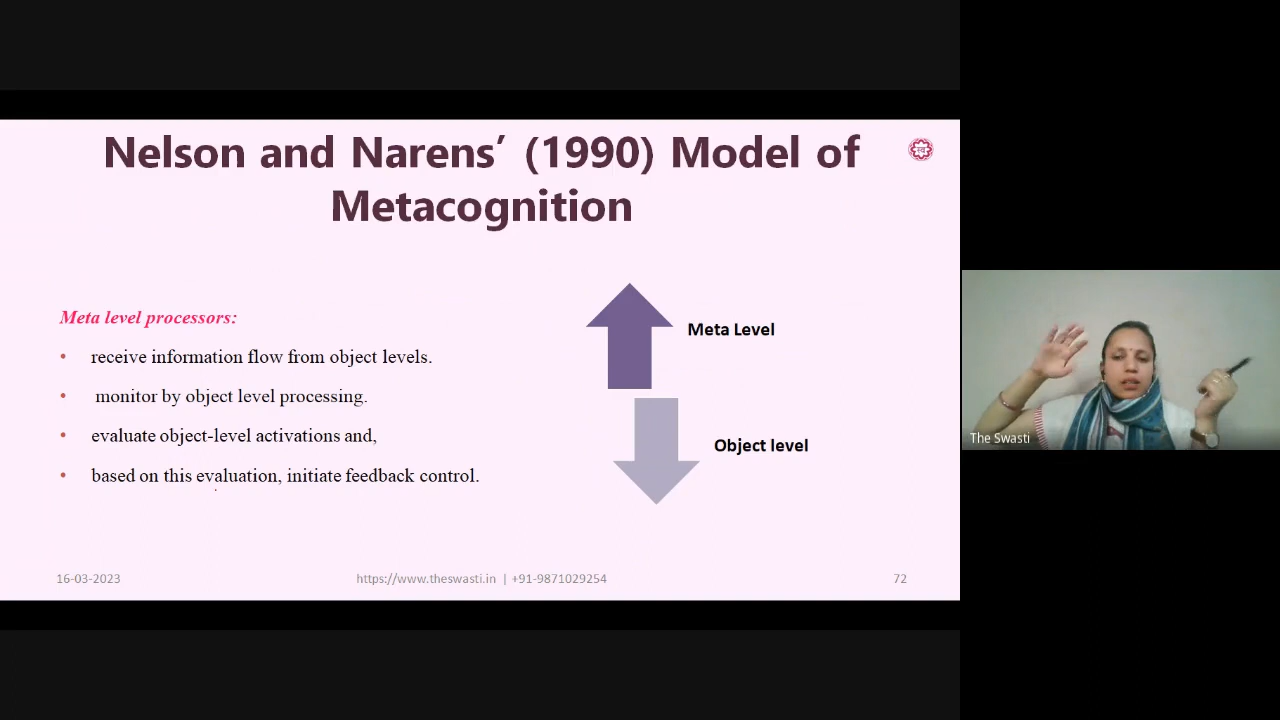 Nelson and Narens’ (1990) Model of
Metacognition
Meta level processors:
• receive information flow from object levels.
• monitor by object level processing.
• evaluate object-level activations and,
• based on this evaluation, initiate feedback control.
Meta Level
Object level
16-03-2023
https://www.theswasti.in | +91-9871029254
72
The Swasti